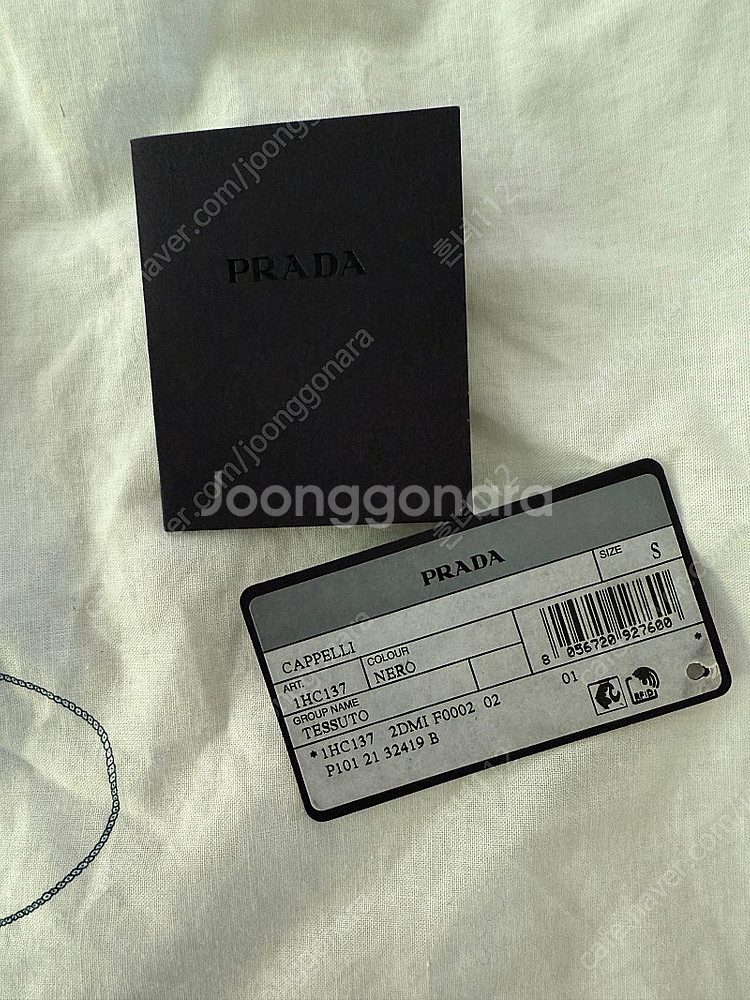 PRADA
Joonggonara
PRADA
SIZE S
CAPPELLI
8 056720 927600
ART. COLOUR
1HC137 NERO
*
GROUP NAME
TESSUTO
01
RFID
* 1HC137 2DMI F0002 02
P101 21 32419 B